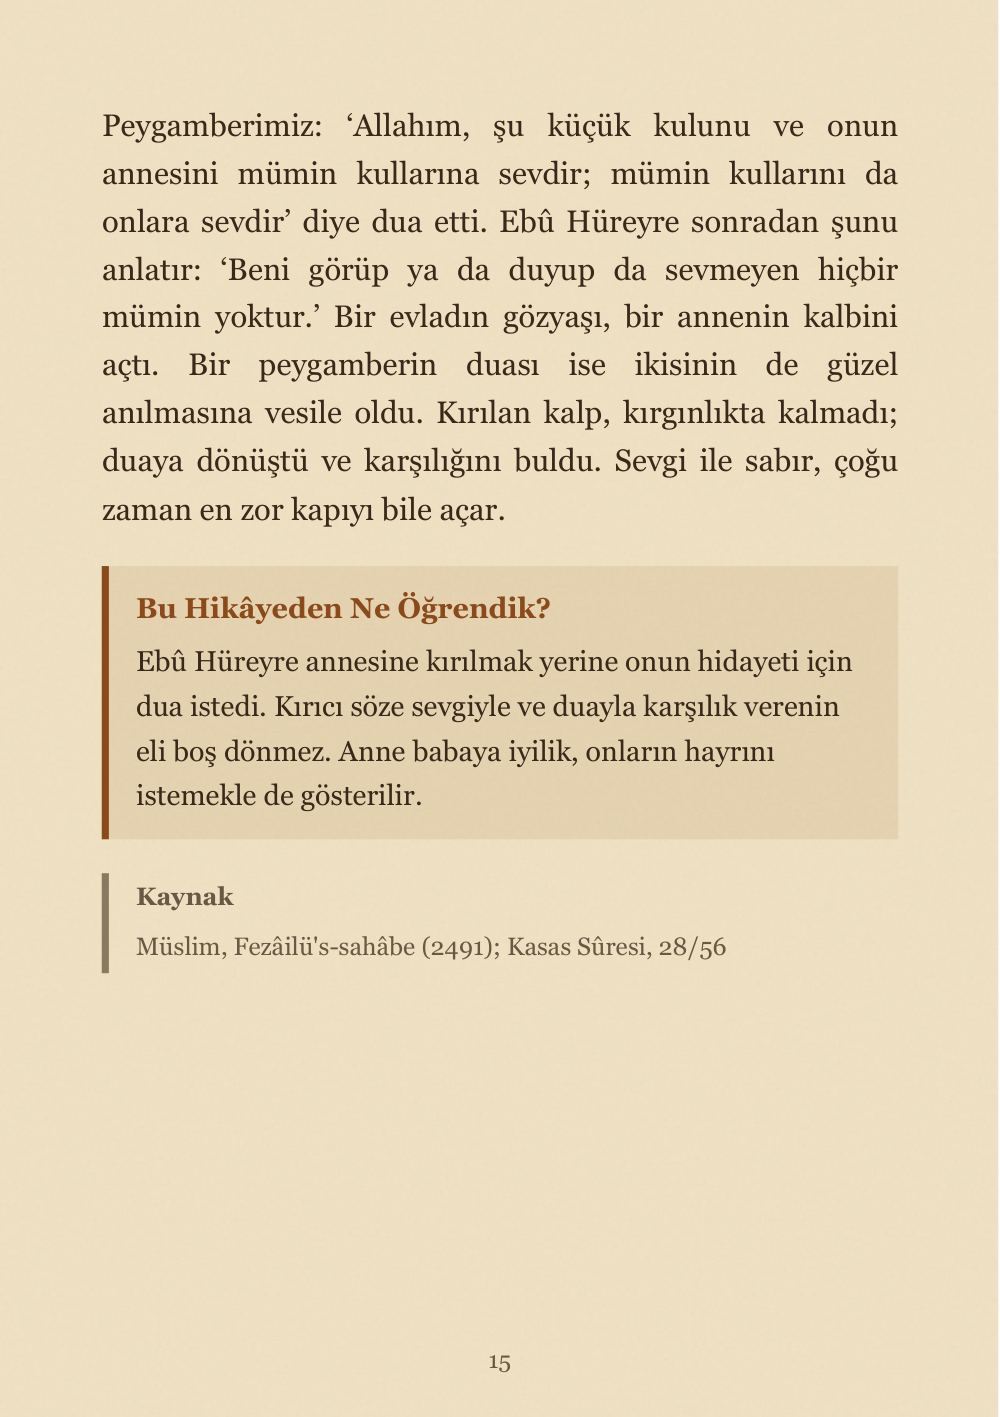 Peygamberimiz: ‘Allahım, şu küçük kulunu ve onun
annesini mümin kullarına sevdir; mümin kullarını da
onlara sevdir’ diye dua etti. Ebû Hüreyre sonradan şunu
anlatır: ‘Beni görüp ya da duyup da sevmeyen hiçbir
mümin yoktur.’ Bir evladın gözyaşı, bir annenin kalbini
açtı. Bir peygamberin duası ise ikisinin de güzel
anılmasına vesile oldu. Kırılan kalp, kırgınlıkta kalmadı;
duaya dönüştü ve karşılığını buldu. Sevgi ile sabır, çoğu
zaman en zor kapıyı bile açar.
Bu Hikâyeden Ne Öğrendik?
Ebû Hüreyre annesine kırılmak yerine onun hidayeti için
dua istedi. Kırıcı söze sevgiyle ve duayla karşılık verenin
eli boş dönmez. Anne babaya iyilik, onların hayrını
istemekle de gösterilir.
Kaynak
Müslim, Fezâilü's-sahâbe (2491); Kasas Sûresi, 28/56
15